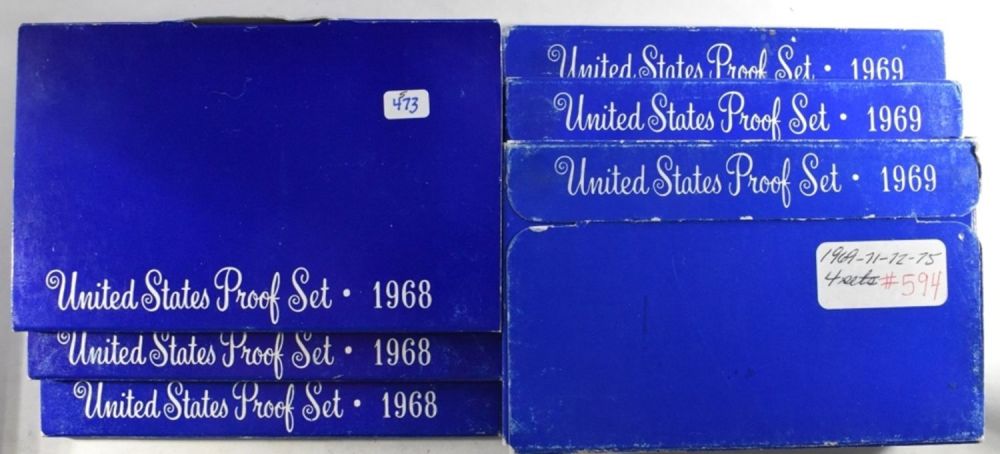 473
United States Proof Set • 1968
United States Proof Set • 1968
United States Proof Set • 1968
United States Proof Set • 1969
United States Proof Set • 1969
United States Proof Set • 1969
1969-71-72-75
4 sets #594